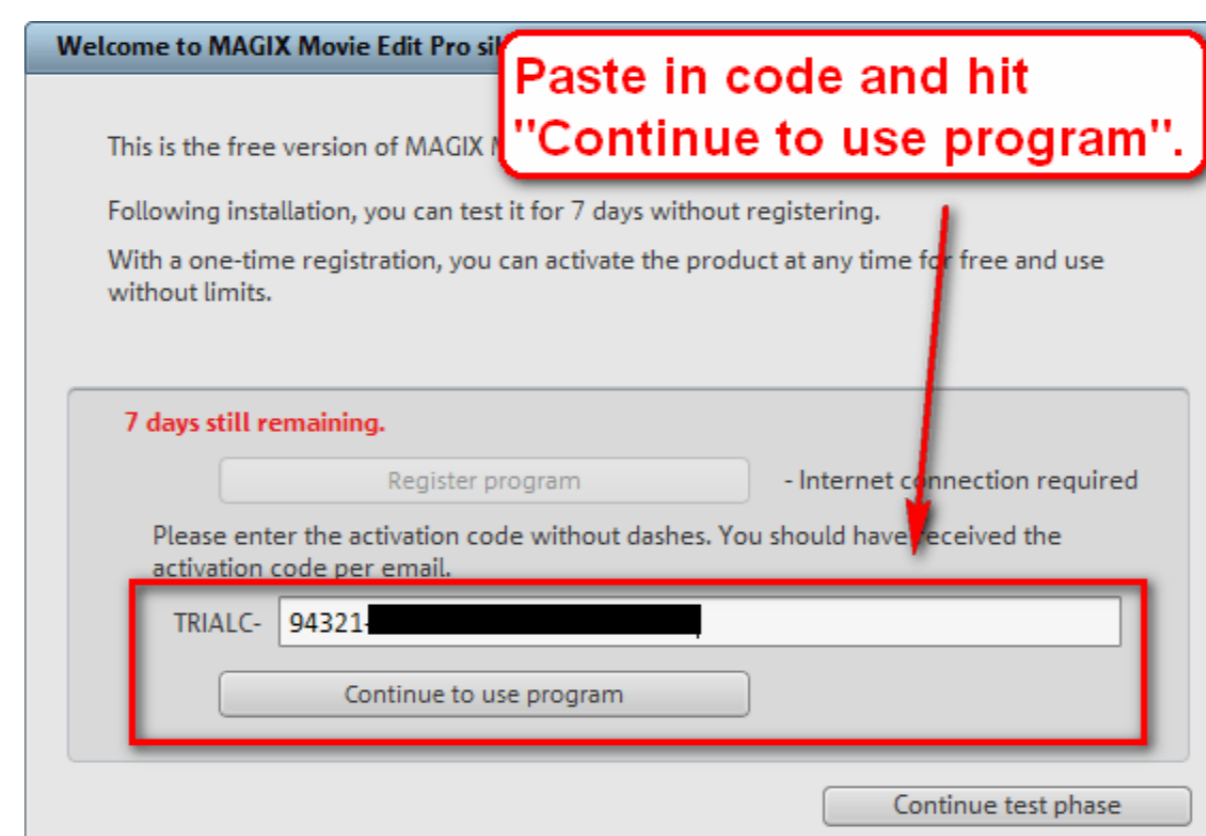 Welcome to MAGIX Movie Edit Pro
Paste in code and hit
"Continue to use program".
This is the free version of MAGIX
Following installation, you can test it for 7 days without registering.
With a one-time registration, you can activate the product at any time for free and use
without limits.
7 days still remaining.
Register program
- Internet connection required
Please enter the activation code without dashes. You should have received the
activation code per email.
TRIALC- 94321-
Continue to use program
Continue test phase